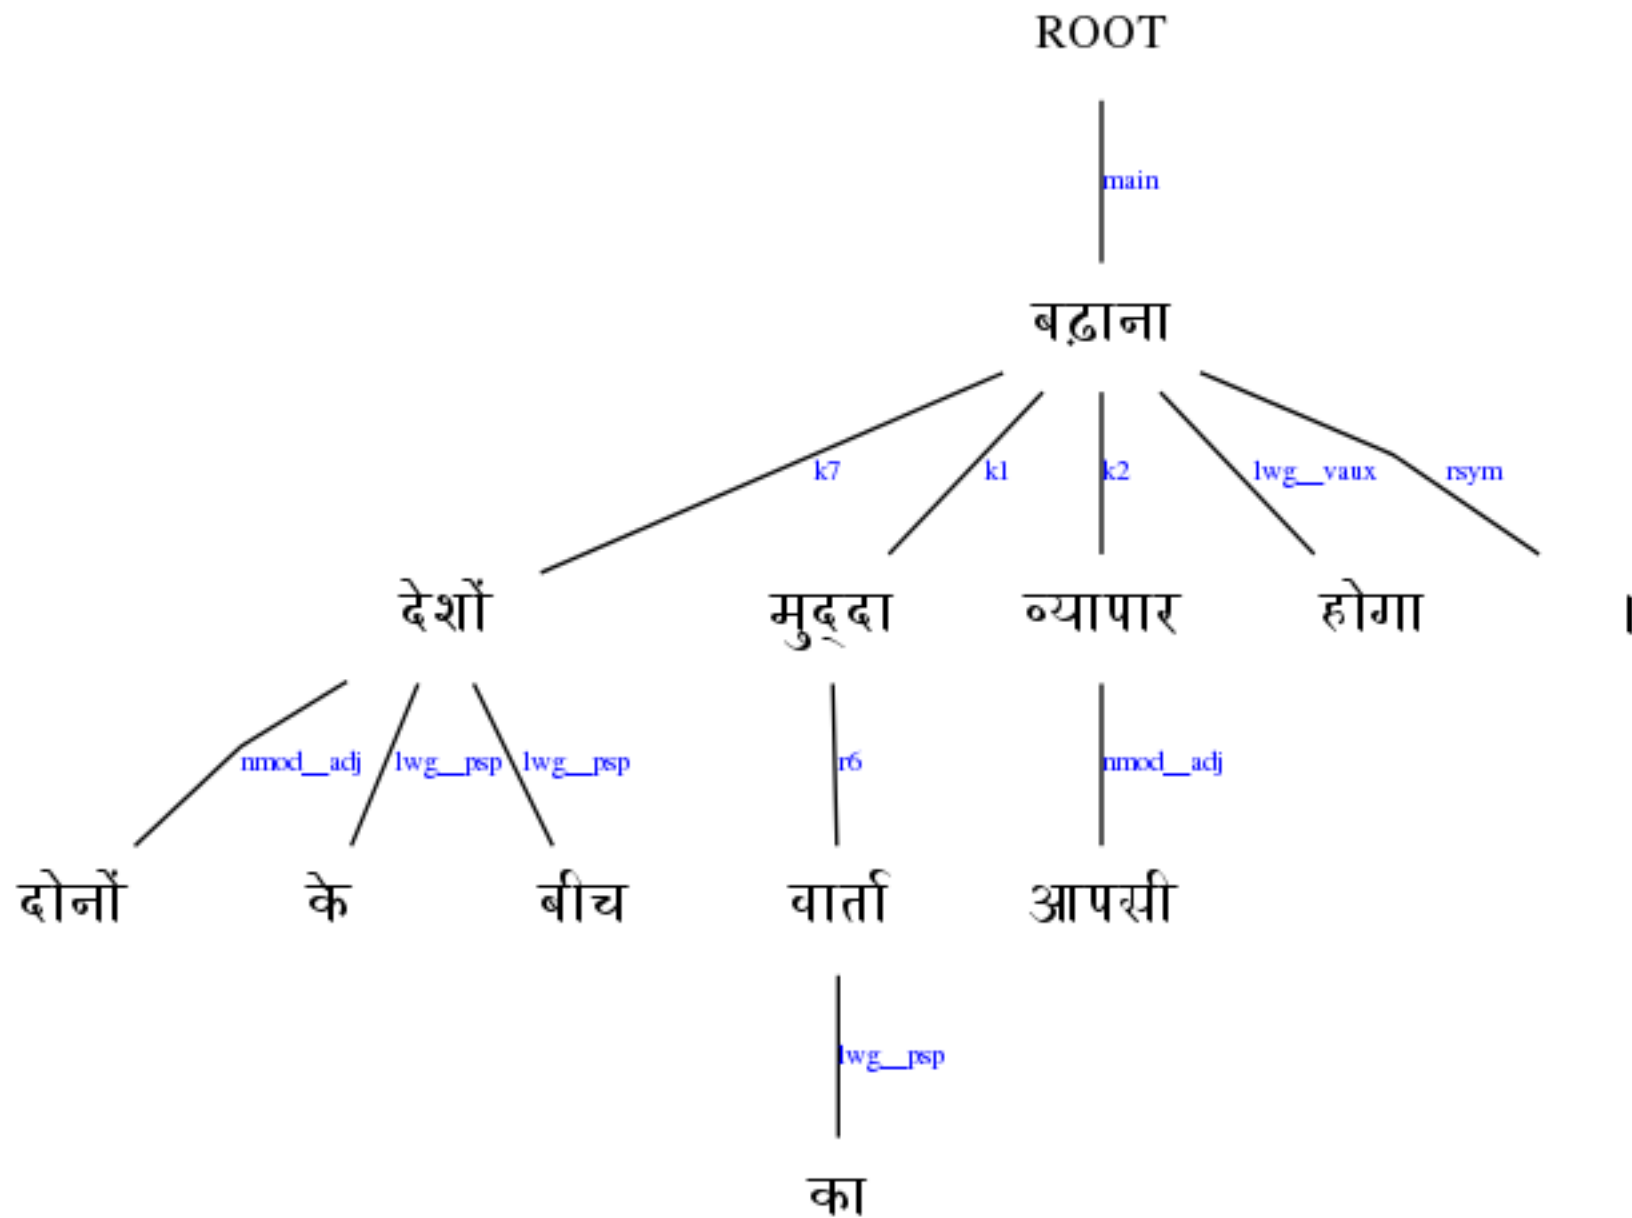 ROOT
main
बढ़ाना
k7 k1 k2 lwg__vaux rsym
देशों मुद्दा व्यापार होगा ।
nmod__adj lwg__psp lwg__psp r6 nmod__adj
दोनों के बीच वार्ता आपसी
lwg__psp
का